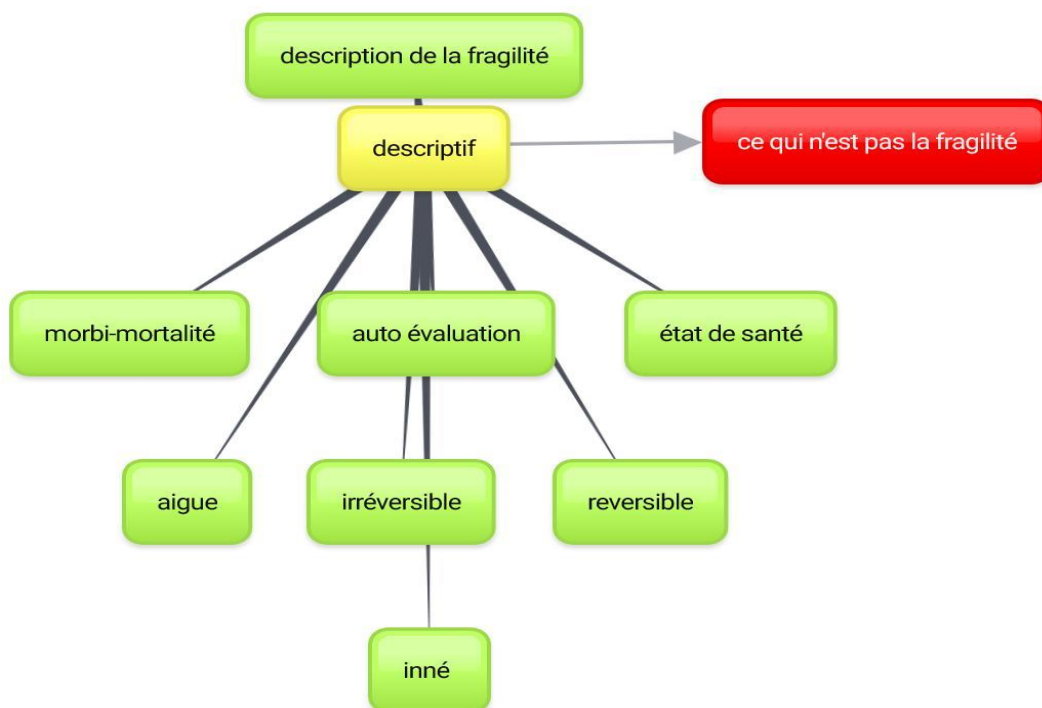 description de la fragilité
descriptif
ce qui n'est pas la fragilité
morbi-mortalité
auto évaluation
état de santé
aigue
irréversible
reversible
inné